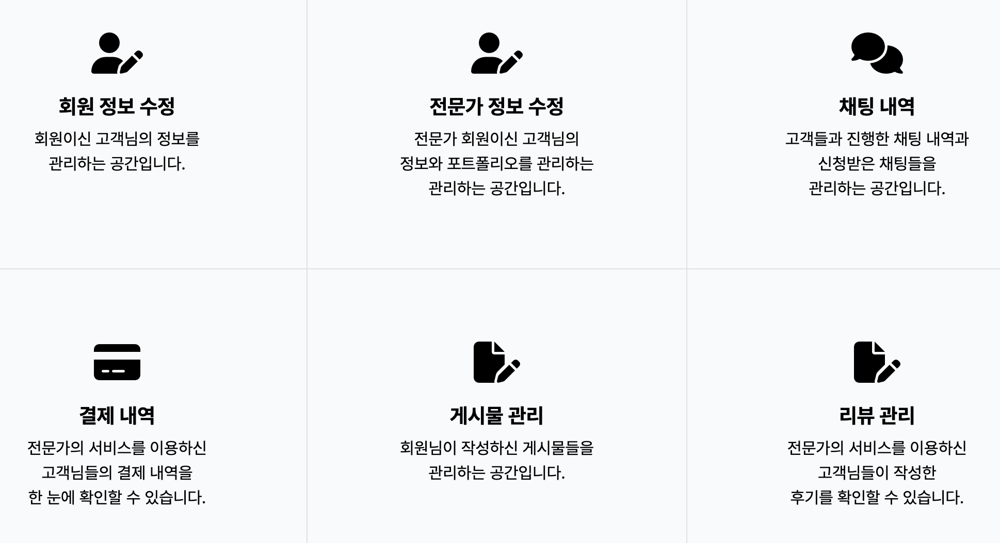 회원 정보 수정
회원이신 고객님의 정보를
관리하는 공간입니다.
전문가 정보 수정
전문가 회원이신 고객님의
정보와 포트폴리오를 관리하는
관리하는 공간입니다.
채팅 내역
고객들과 진행한 채팅 내역과
신청받은 채팅들을
관리하는 공간입니다.
결제 내역
전문가의 서비스를 이용하신
고객님들의 결제 내역을
한 눈에 확인할 수 있습니다.
게시물 관리
회원님이 작성하신 게시물들을
관리하는 공간입니다.
리뷰 관리
전문가의 서비스를 이용하신
고객님들이 작성한
후기를 확인할 수 있습니다.